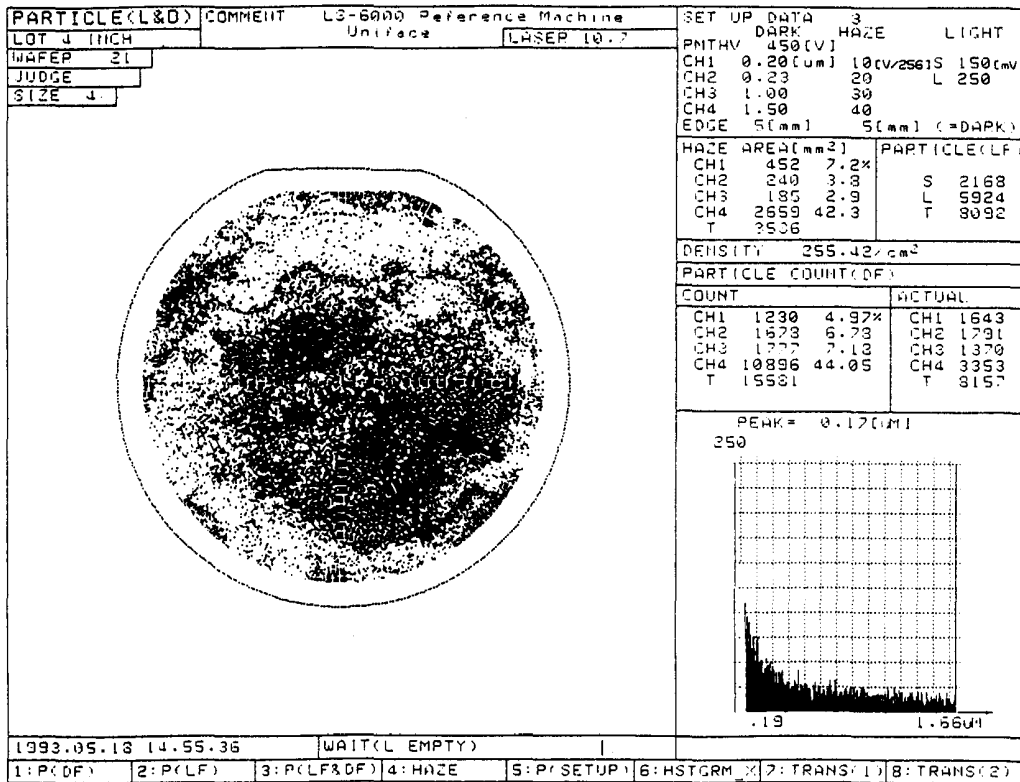 PARTICLE(L&D)
COMMENT LS-6000 Reference Machine
Uniface
LASER 10.7
LOT 4 INCH
WAFER 21
JUDGE
SIZE 4.
SET UP DATA 3
DARK HAZE LIGHT
PMTHV 450[V]
CH1 0.20[um] 10[V/256] S 150[mV
CH2 0.23 20 L 250
CH3 1.00 30
CH4 1.50 40
EDGE 5[mm] 5[mm] (=DARK)
HAZE AREA[mm²]
CH1 452 7.2%
CH2 240 3.8
CH3 185 2.9
CH4 2659 42.3
T 3536
PARTICLE(LF)
S 2168
L 5924
T 8092
DENSITY 255.42/cm²
PARTICLE COUNT(DF)
COUNT
CH1 1230 4.97%
CH2 1673 6.78
CH3 1777 7.18
CH4 10896 44.05
T 15581
ACTUAL
CH1 1643
CH2 1791
CH3 1370
CH4 3353
T 8157
PEAK= 0.17[uM]
250
.19 1.66uM
1993.05.18 14.55.36 WAIT(L EMPTY)
1:P(DF) 2:P(LF) 3:P(LF&DF) 4:HAZE 5:P(SETUP) 6:HSTGRM 7:TRANS(1) 8:TRANS(2)